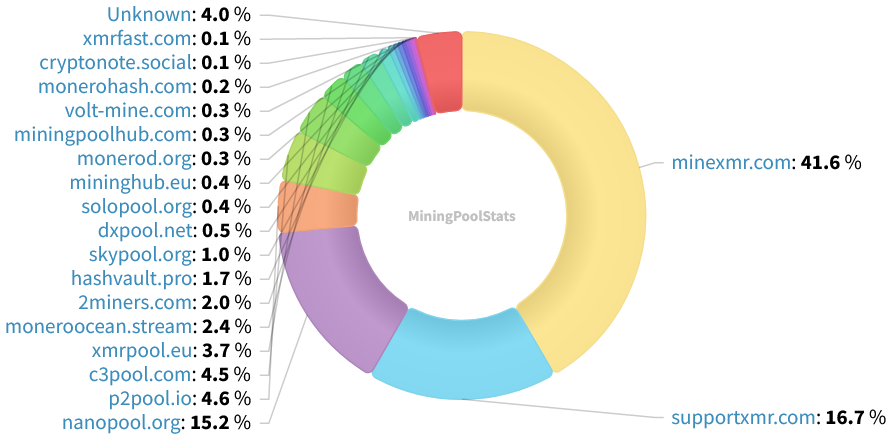 Unknown: 4.0 %
xmrfast.com: 0.1 %
cryptonote.social: 0.1 %
monerohash.com: 0.2 %
volt-mine.com: 0.3 %
miningpoolhub.com: 0.3 %
monerod.org: 0.3 %
mininghub.eu: 0.4 %
solopool.org: 0.4 %
dxpool.net: 0.5 %
skypool.org: 1.0 %
hashvault.pro: 1.7 %
2miners.com: 2.0 %
moneroocean.stream: 2.4 %
xmrpool.eu: 3.7 %
c3pool.com: 4.5 %
p2pool.io: 4.6 %
nanopool.org: 15.2 %
MiningPoolStats
minexmr.com: 41.6 %
supportxmr.com: 16.7 %